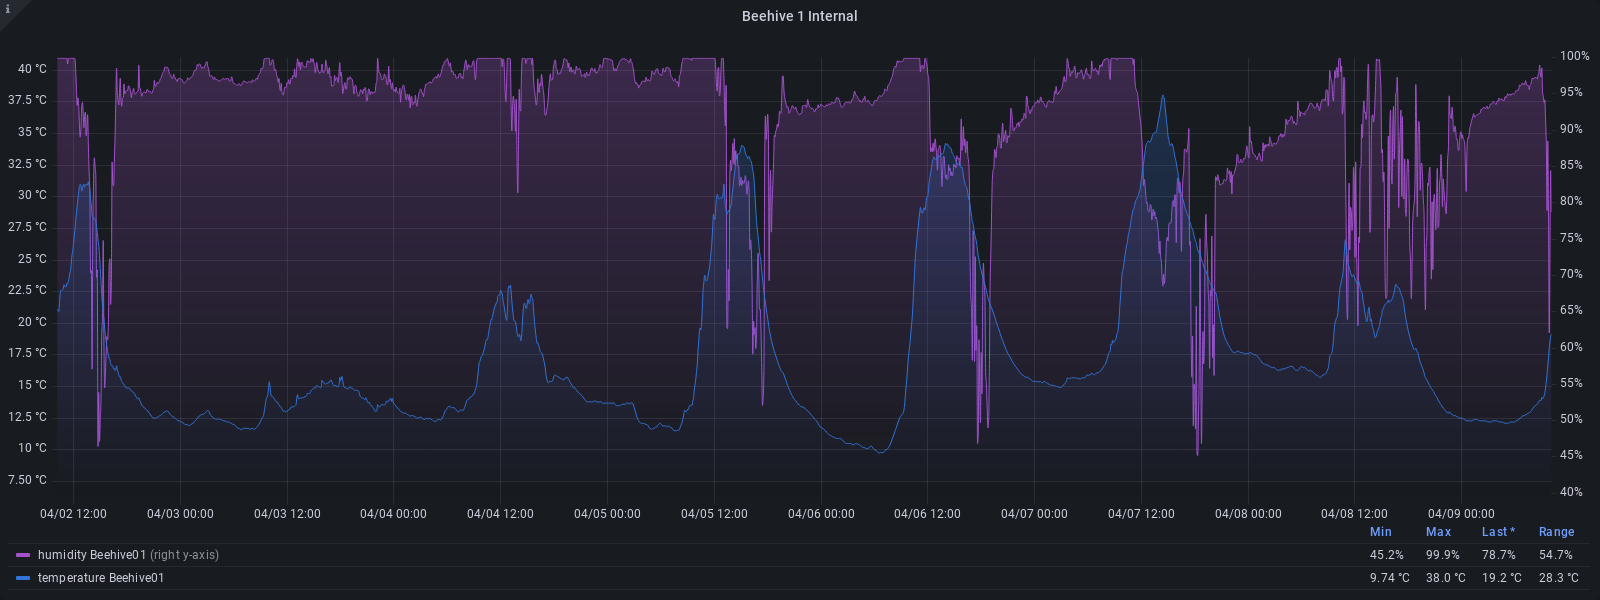 i
Beehive 1 Internal
40 °C
37.5 °C
35 °C
32.5 °C
30 °C
27.5 °C
25 °C
22.5 °C
20 °C
17.5 °C
15 °C
12.5 °C
10 °C
7.50 °C
100%
95%
90%
85%
80%
75%
70%
65%
60%
55%
50%
45%
40%
04/02 12:00 04/03 00:00 04/03 12:00 04/04 00:00 04/04 12:00 04/05 00:00 04/05 12:00 04/06 00:00 04/06 12:00 04/07 00:00 04/07 12:00 04/08 00:00 04/08 12:00 04/09 00:00
Min Max Last * Range
humidity Beehive01 (right y-axis) 45.2% 99.9% 78.7% 54.7%
temperature Beehive01 9.74 °C 38.0 °C 19.2 °C 28.3 °C